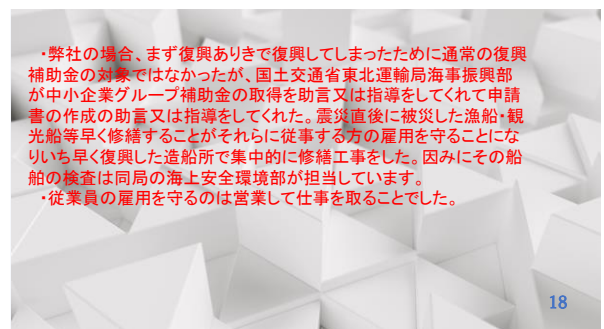 ・弊社の場合、まず復興ありきで復興してしまったために通常の復興
補助金の対象ではなかったが、国土交通省東北運輸局海事振興部
が中小企業グループ補助金の取得を助言又は指導をしてくれて申請
書の作成の助言又は指導をしてくれた。震災直後に被災した漁船・観
光船等早く修繕することがそれらに従事する方の雇用を守ることにな
りいち早く復興した造船所で集中的に修繕工事をした。因みにその船
舶の検査は同局の海上安全環境部が担当しています。
・従業員の雇用を守るのは営業して仕事を取ることでした。
18